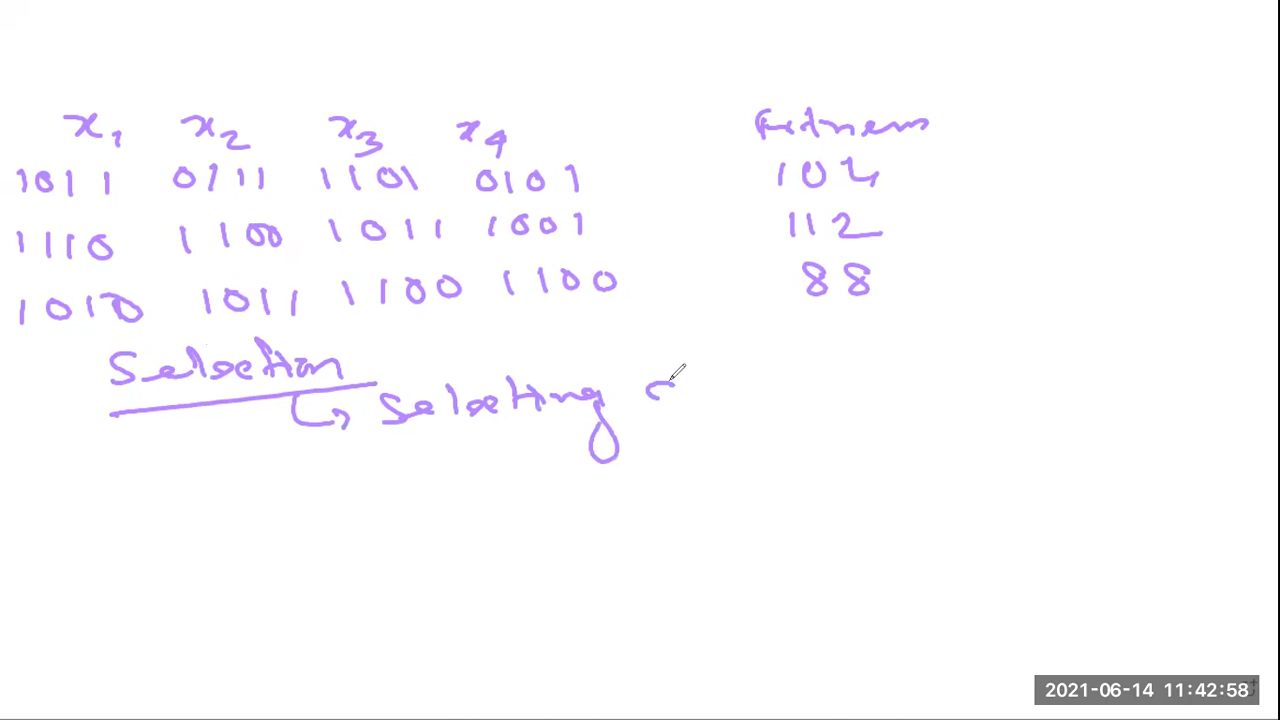 x1 x2 x3 x4 Fitness
1011 0111 1101 0101 102
1110 1100 1011 1001 112
1010 1011 1100 1100 88
Selection
↳ Selecting
2021-06-14 11:42:58